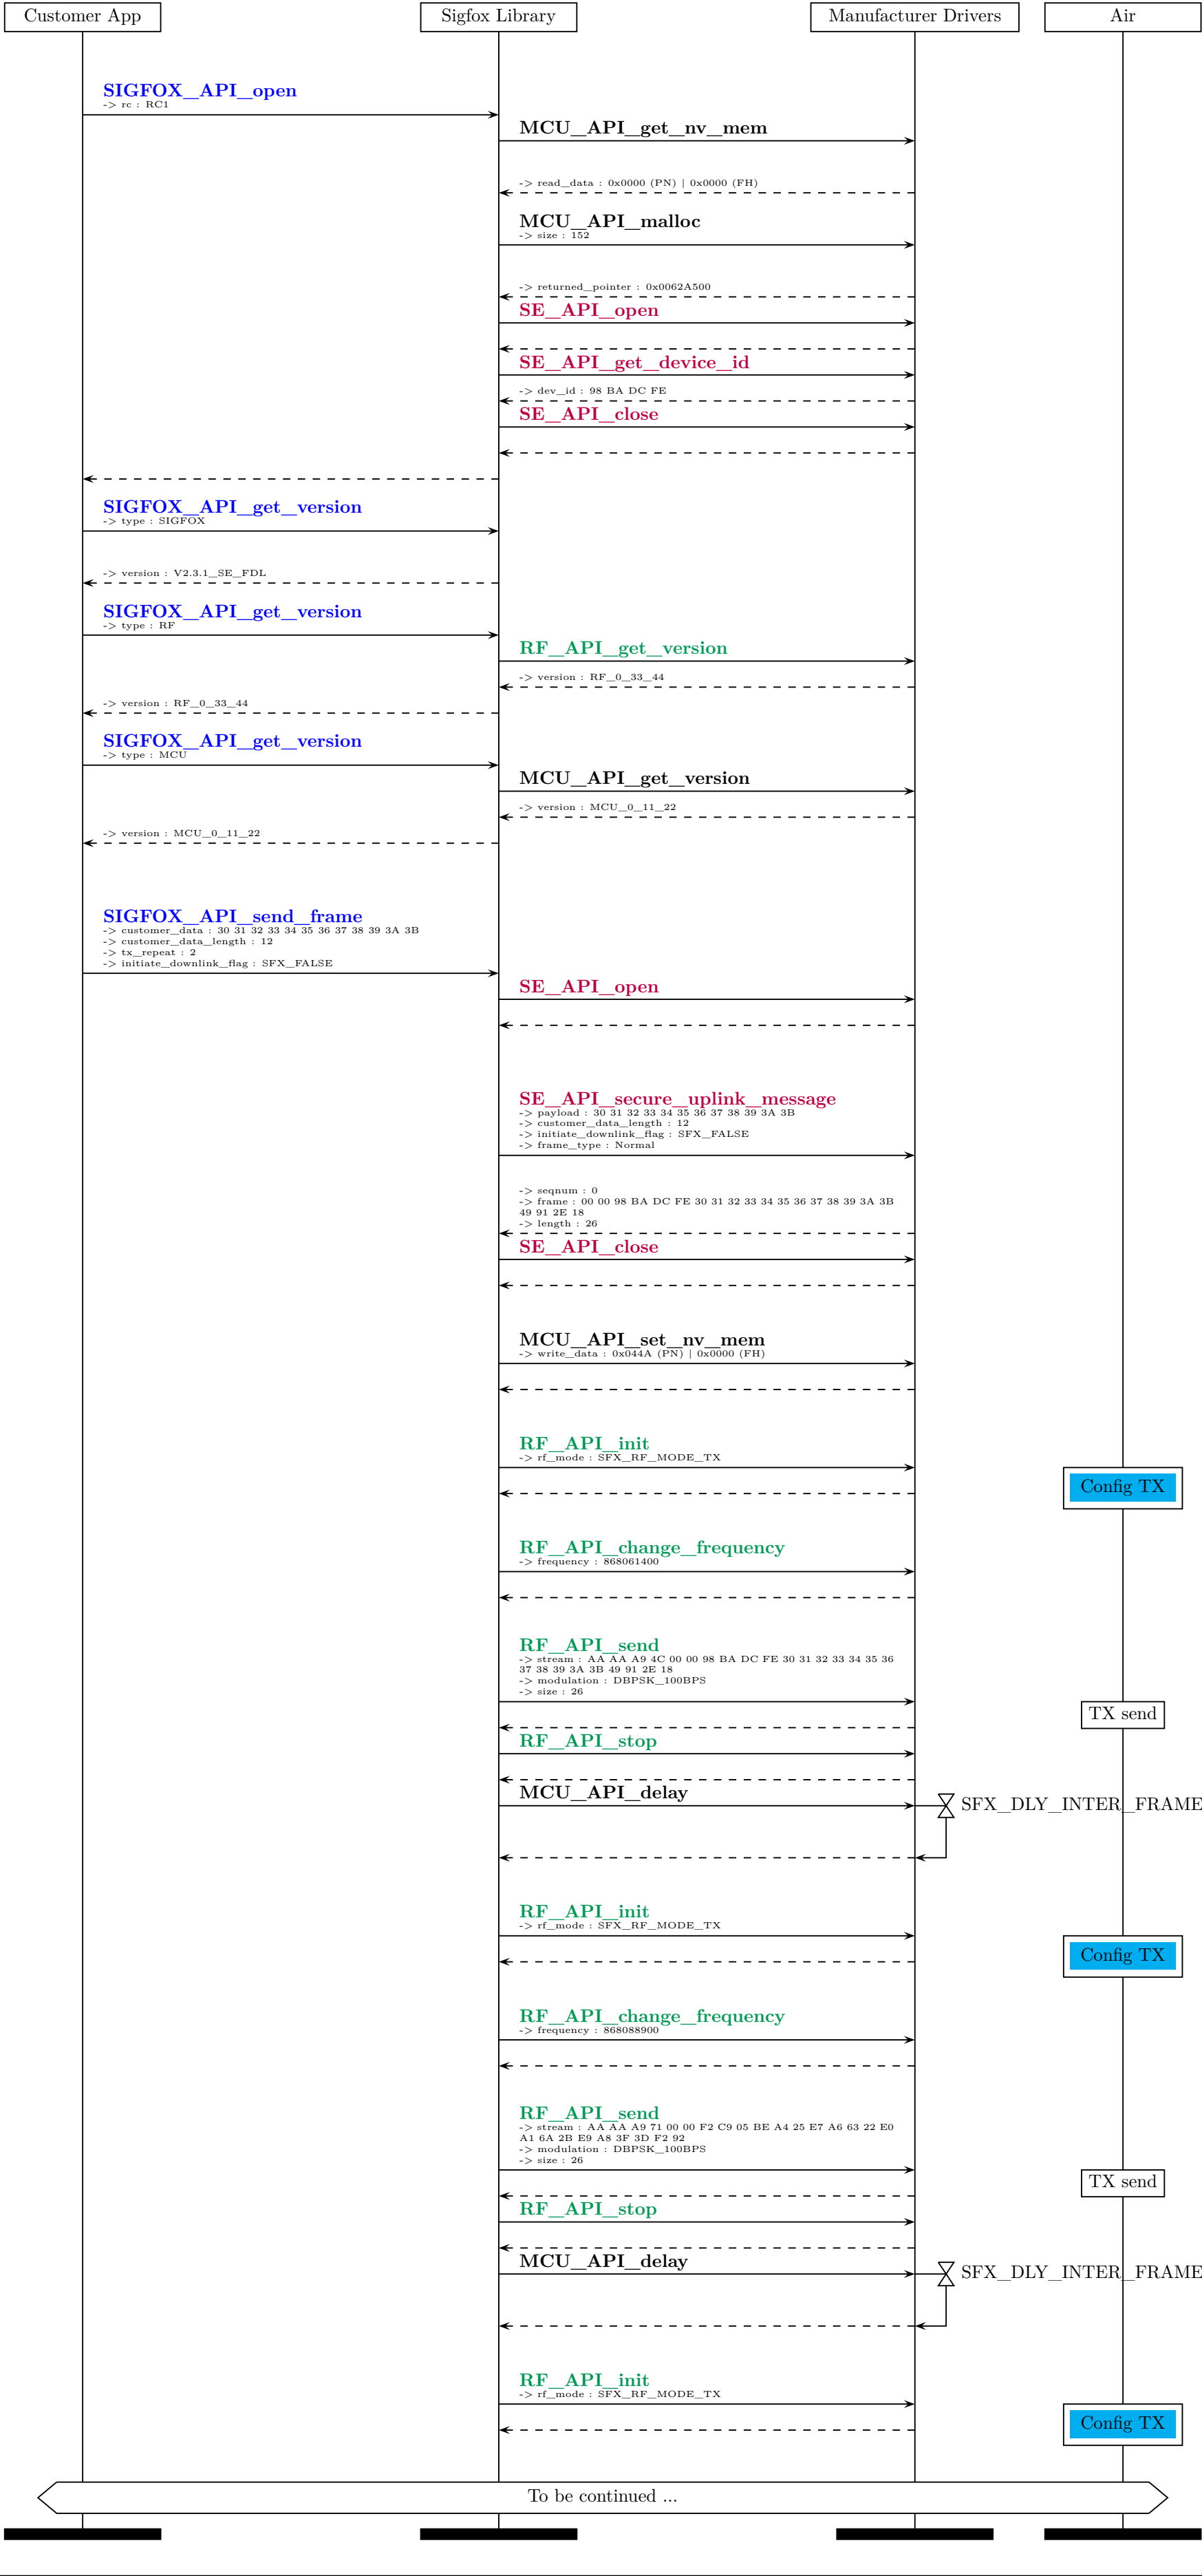 Customer App
Sigfox Library
Manufacturer Drivers
Air
SIGFOX_API_open
-> rc : RC1
MCU_API_get_nv_mem
-> read_data : 0x0000 (PN) | 0x0000 (FH)
MCU_API_malloc
-> size : 152
-> returned_pointer : 0x0062A500
SE_API_open
SE_API_get_device_id
-> dev_id : 98 BA DC FE
SE_API_close
SIGFOX_API_get_version
-> type : SIGFOX
-> version : V2.3.1_SE_FDL
SIGFOX_API_get_version
-> type : RF
RF_API_get_version
-> version : RF_0_33_44
-> version : RF_0_33_44
SIGFOX_API_get_version
-> type : MCU
MCU_API_get_version
-> version : MCU_0_11_22
-> version : MCU_0_11_22
SIGFOX_API_send_frame
-> customer_data : 30 31 32 33 34 35 36 37 38 39 3A 3B
-> customer_data_length : 12
-> tx_repeat : 2
-> initiate_downlink_flag : SFX_FALSE
SE_API_open
SE_API_secure_uplink_message
-> payload : 30 31 32 33 34 35 36 37 38 39 3A 3B
-> customer_data_length : 12
-> initiate_downlink_flag : SFX_FALSE
-> frame_type : Normal
-> seqnum : 0
-> frame : 00 00 98 BA DC FE 30 31 32 33 34 35 36 37 38 39 3A 3B
49 91 2E 18
-> length : 26
SE_API_close
MCU_API_set_nv_mem
-> write_data : 0x044A (PN) | 0x0000 (FH)
RF_API_init
-> rf_mode : SFX_RF_MODE_TX
Config TX
RF_API_change_frequency
-> frequency : 868061400
RF_API_send
-> stream : AA AA A9 4C 00 00 98 BA DC FE 30 31 32 33 34 35 36
37 38 39 3A 3B 49 91 2E 18
-> modulation : DBPSK_100BPS
-> size : 26
TX send
RF_API_stop
MCU_API_delay
SFX_DLY_INTER_FRAME
RF_API_init
-> rf_mode : SFX_RF_MODE_TX
Config TX
RF_API_change_frequency
-> frequency : 868088900
RF_API_send
-> stream : AA AA A9 71 00 00 F2 C9 05 BE A4 25 E7 A6 63 22 E0
A1 6A 2B E9 A8 3F 3D F2 92
-> modulation : DBPSK_100BPS
-> size : 26
TX send
RF_API_stop
MCU_API_delay
SFX_DLY_INTER_FRAME
RF_API_init
-> rf_mode : SFX_RF_MODE_TX
Config TX
To be continued ...